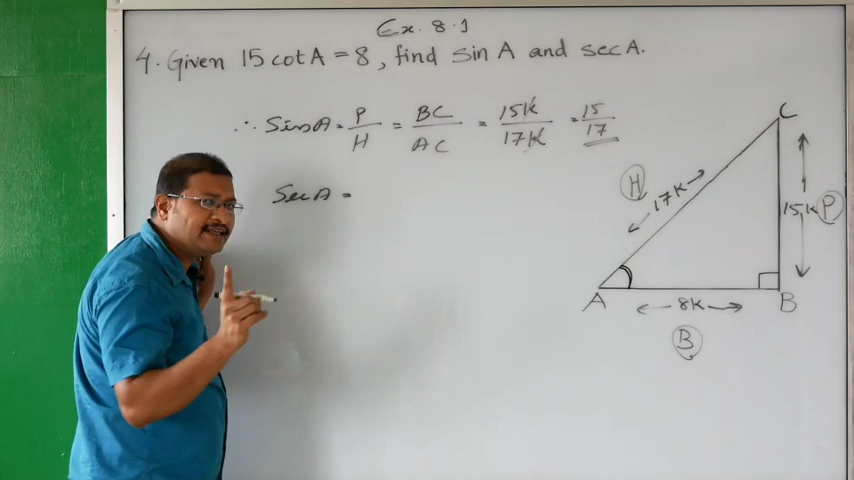 Ex. 8.1
4. Given 15 cot A = 8, find sin A and sec A.
∴ Sin A = P/H = BC/AC = 15K/17K = 15/17
Sec A =
C
H
17K
15K P
A 8K B
B